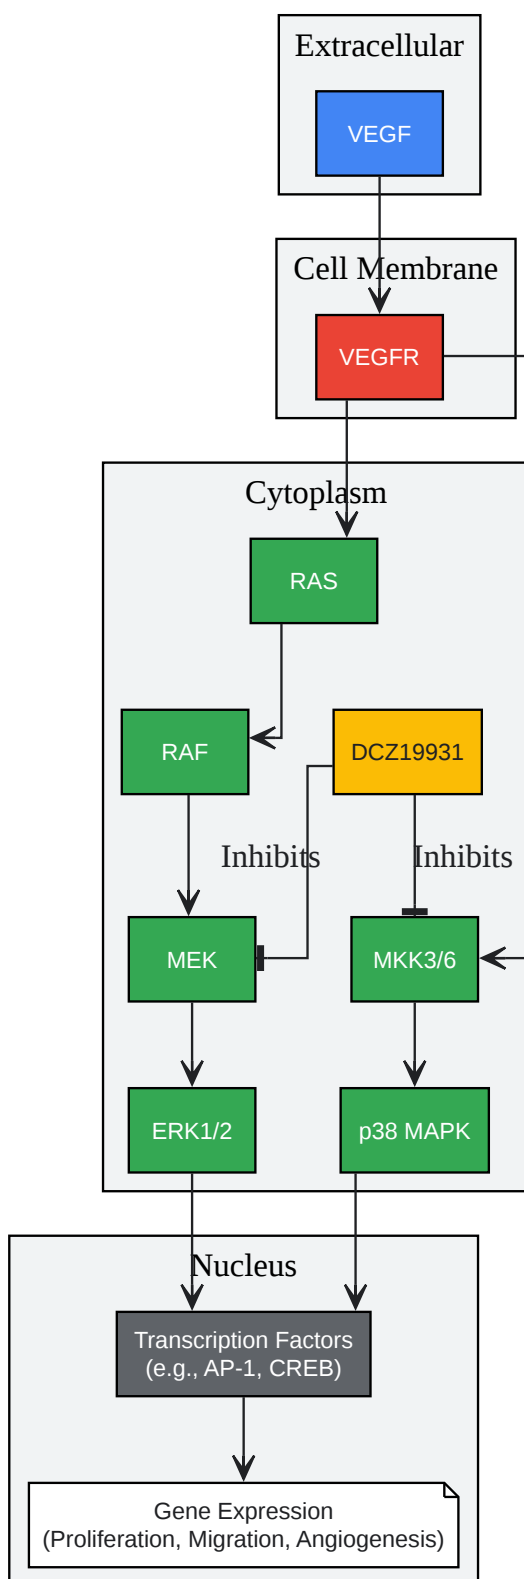 Extracellular
VEGF
Cell Membrane
VEGFR
Cytoplasm
RAS
RAF
DCZ19931
Inhibits
Inhibits
MEK
MKK3/6
ERK1/2
p38 MAPK
Nucleus
Transcription Factors
(e.g., AP-1, CREB)
Gene Expression
(Proliferation, Migration, Angiogenesis)